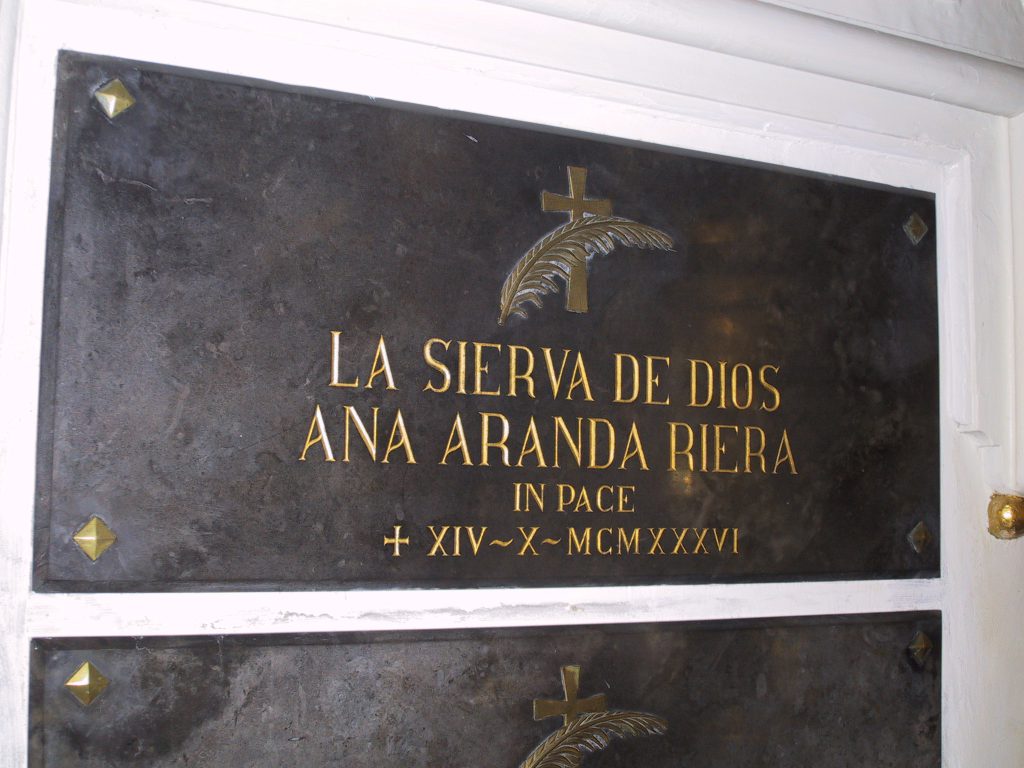 LA SIERVA DE DIOS
ANA ARANDA RIERA
IN PACE
+ XIV~X~MCMXXXVI